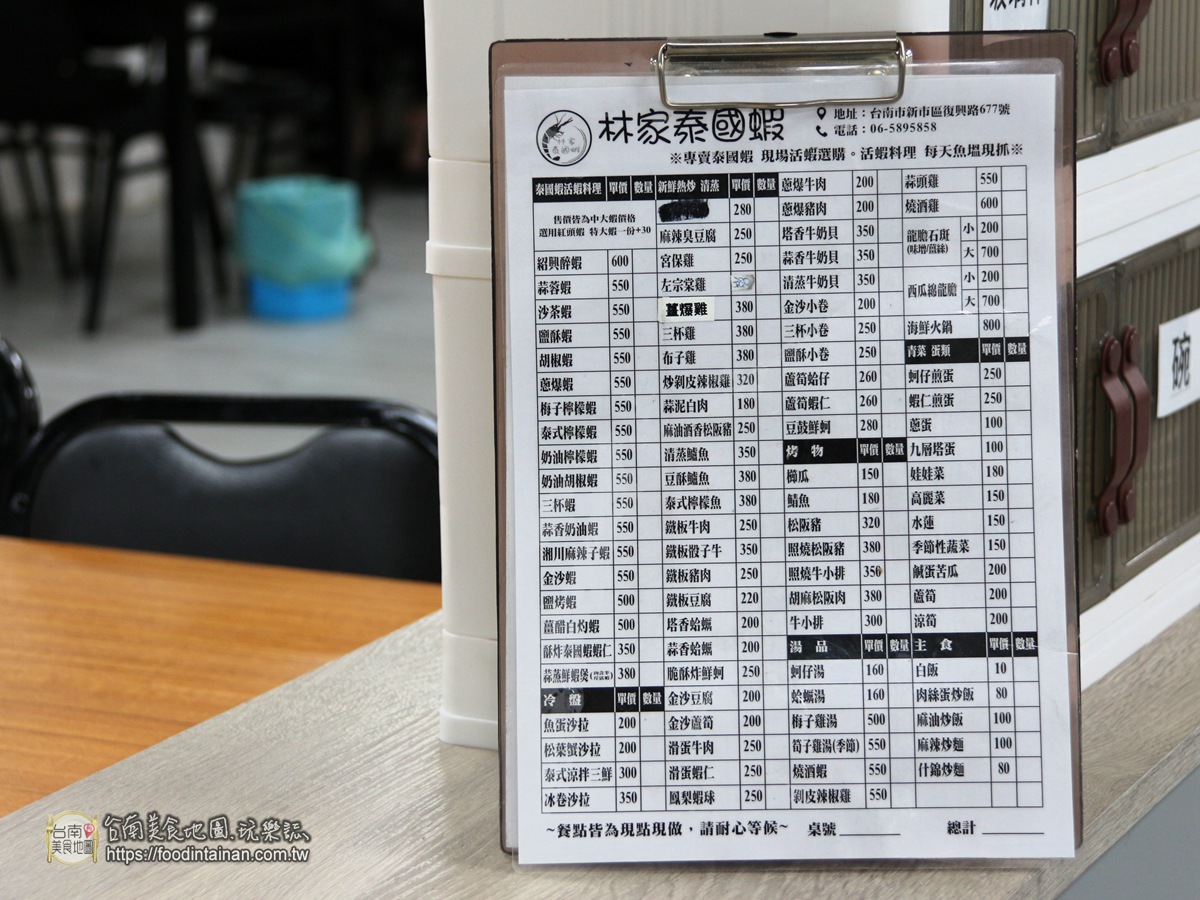 林家泰國蝦
地址：台南市新市區復興路677號
電話：06-5895858
※專賣泰國蝦 現場活蝦選購。活蝦料理 每天魚塭現抓※
泰國蝦活蝦料理 單價 數量
售價皆為中大蝦價格
選用紅頭蝦 特大蝦一份+30
紹興醉蝦 600
蒜蓉蝦 550
沙茶蝦 550
鹽酥蝦 550
胡椒蝦 550
蔥爆蝦 550
梅子檸檬蝦 550
泰式檸檬蝦 550
奶油檸檬蝦 550
奶油胡椒蝦 550
三杯蝦 550
蒜香奶油蝦 550
湘川麻辣子蝦 550
金沙蝦 550
鹽烤蝦 500
薑醋白灼蝦 500
酥炸泰國蝦蝦仁 350
蒜蒸鮮蝦煲 380
冷 盤 單價 數量
魚蛋沙拉 200
松葉蟹沙拉 200
泰式涼拌三鮮 300
冰卷沙拉 350
新鮮熱炒 清蒸 單價 數量
280
麻辣臭豆腐 250
宮保雞 250
左宗棠雞
薑爆雞 380
三杯雞 380
布子雞 380
炒剝皮辣椒雞 320
蒜泥白肉 180
麻油酒香松阪豬 250
清蒸鱸魚 350
豆酥鱸魚 380
泰式檸檬魚 380
鐵板牛肉 250
鐵板骰子牛 350
鐵板豬肉 250
鐵板豆腐 220
塔香蛤蠣 200
蒜香蛤蠣 200
脆酥炸鮮蚵 250
金沙豆腐 200
金沙蘆筍 200
滑蛋牛肉 250
滑蛋蝦仁 250
鳳梨蝦球 250
蔥爆牛肉 200
蔥爆豬肉 200
塔香牛奶貝 350
蒜香牛奶貝 350
清蒸牛奶貝 350
金沙小卷 200
三杯小卷 250
鹽酥小卷 250
蘆筍蛤仔 260
蘆筍蝦仁 260
豆鼓鮮蚵 280
烤 物 單價 數量
櫛瓜 150
鯖魚 180
松阪豬 320
照燒松阪豬 380
照燒牛小排 350
胡麻松阪肉 380
牛小排 300
湯 品 單價 數量
蚵仔湯 160
蛤蠣湯 160
梅子雞湯 500
筍子雞湯(季節) 550
燒酒蝦 550
剝皮辣椒雞 550
蒜頭雞 550
燒酒雞 600
龍膽石斑 (味增/薑絲) 小 200
大 700
西瓜綿龍膽 小 200
大 700
海鮮火鍋 800
青菜 蛋類 單價 數量
蚵仔煎蛋 250
蝦仁煎蛋 250
蔥蛋 100
九層塔蛋 100
娃娃菜 180
高麗菜 150
水蓮 150
季節性蔬菜 150
鹹蛋苦瓜 200
蘆筍 200
涼筍 200
主 食 單價 數量
白飯 10
肉絲蛋炒飯 80
麻油炒飯 100
麻辣炒麵 100
什錦炒麵 80
~餐點皆為現點現做，請耐心等候~ 桌號 總計
碗
台南美食地圖
台南美食地圖.玩樂誌
https://foodintainan.com.tw